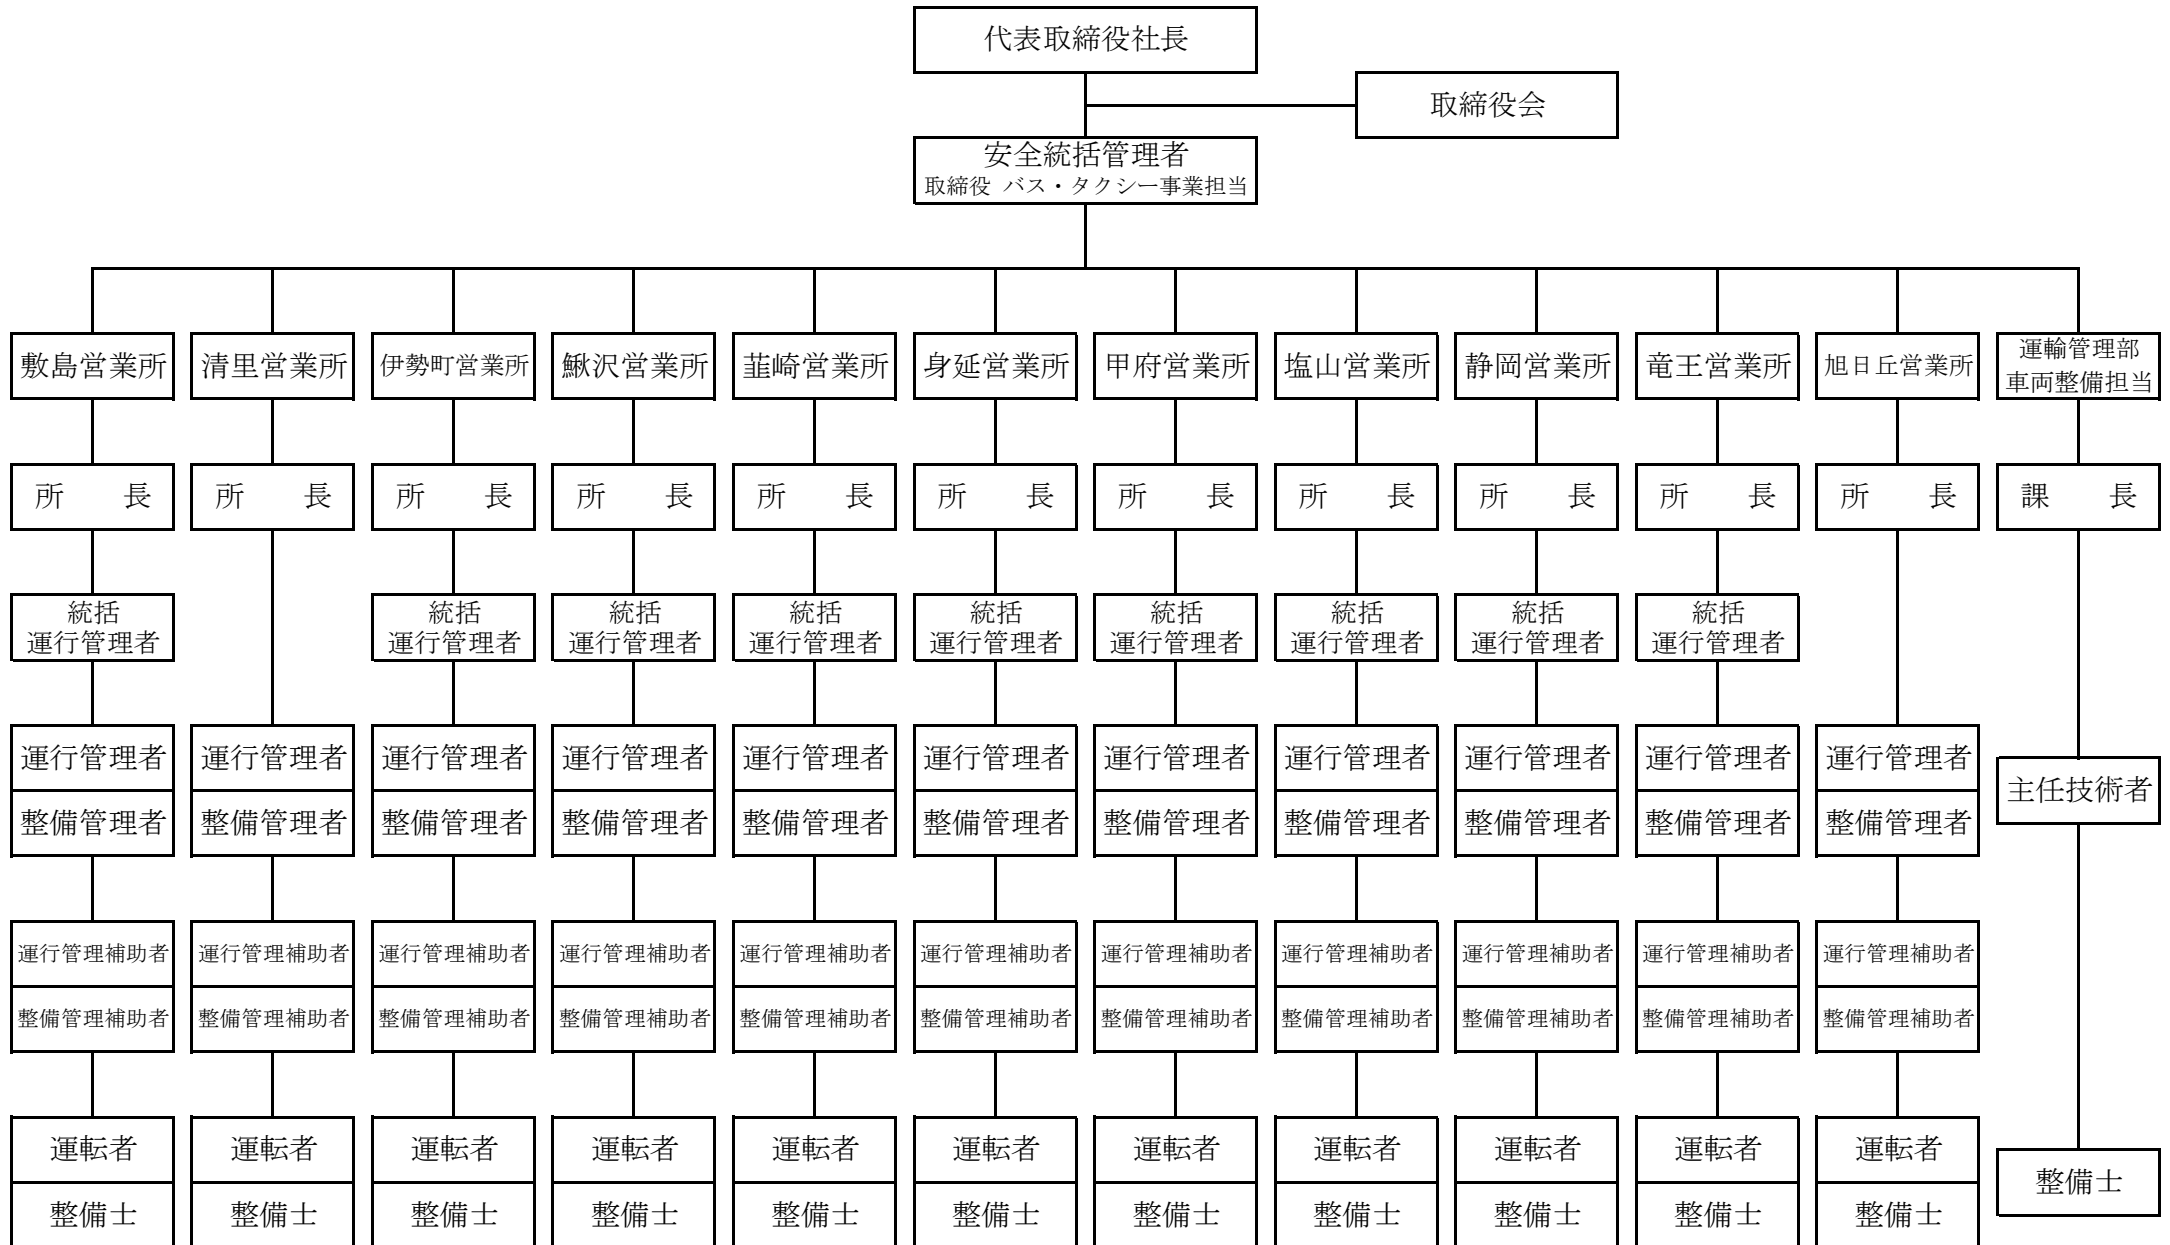 代表取締役社長
取締役会
安全統括管理者
取締役 バス・タクシー事業担当
敷島営業所 清里営業所 伊勢町営業所 鰍沢営業所 韮崎営業所 身延営業所 甲府営業所 塩山営業所 静岡営業所 竜王営業所 旭日丘営業所 運輸管理部
車両整備担当
所　長 所　長 所　長 所　長 所　長 所　長 所　長 所　長 所　長 所　長 所　長 課　長
統括 統括 統括 統括 統括 統括 統括 統括 統括
運行管理者 運行管理者 運行管理者 運行管理者 運行管理者 運行管理者 運行管理者 運行管理者 運行管理者
運行管理者 運行管理者 運行管理者 運行管理者 運行管理者 運行管理者 運行管理者 運行管理者 運行管理者 運行管理者 運行管理者
主任技術者
整備管理者 整備管理者 整備管理者 整備管理者 整備管理者 整備管理者 整備管理者 整備管理者 整備管理者 整備管理者 整備管理者
運行管理補助者 運行管理補助者 運行管理補助者 運行管理補助者 運行管理補助者 運行管理補助者 運行管理補助者 運行管理補助者 運行管理補助者 運行管理補助者 運行管理補助者
整備管理補助者 整備管理補助者 整備管理補助者 整備管理補助者 整備管理補助者 整備管理補助者 整備管理補助者 整備管理補助者 整備管理補助者 整備管理補助者 整備管理補助者
運転者 運転者 運転者 運転者 運転者 運転者 運転者 運転者 運転者 運転者 運転者
整備士
整備士 整備士 整備士 整備士 整備士 整備士 整備士 整備士 整備士 整備士 整備士